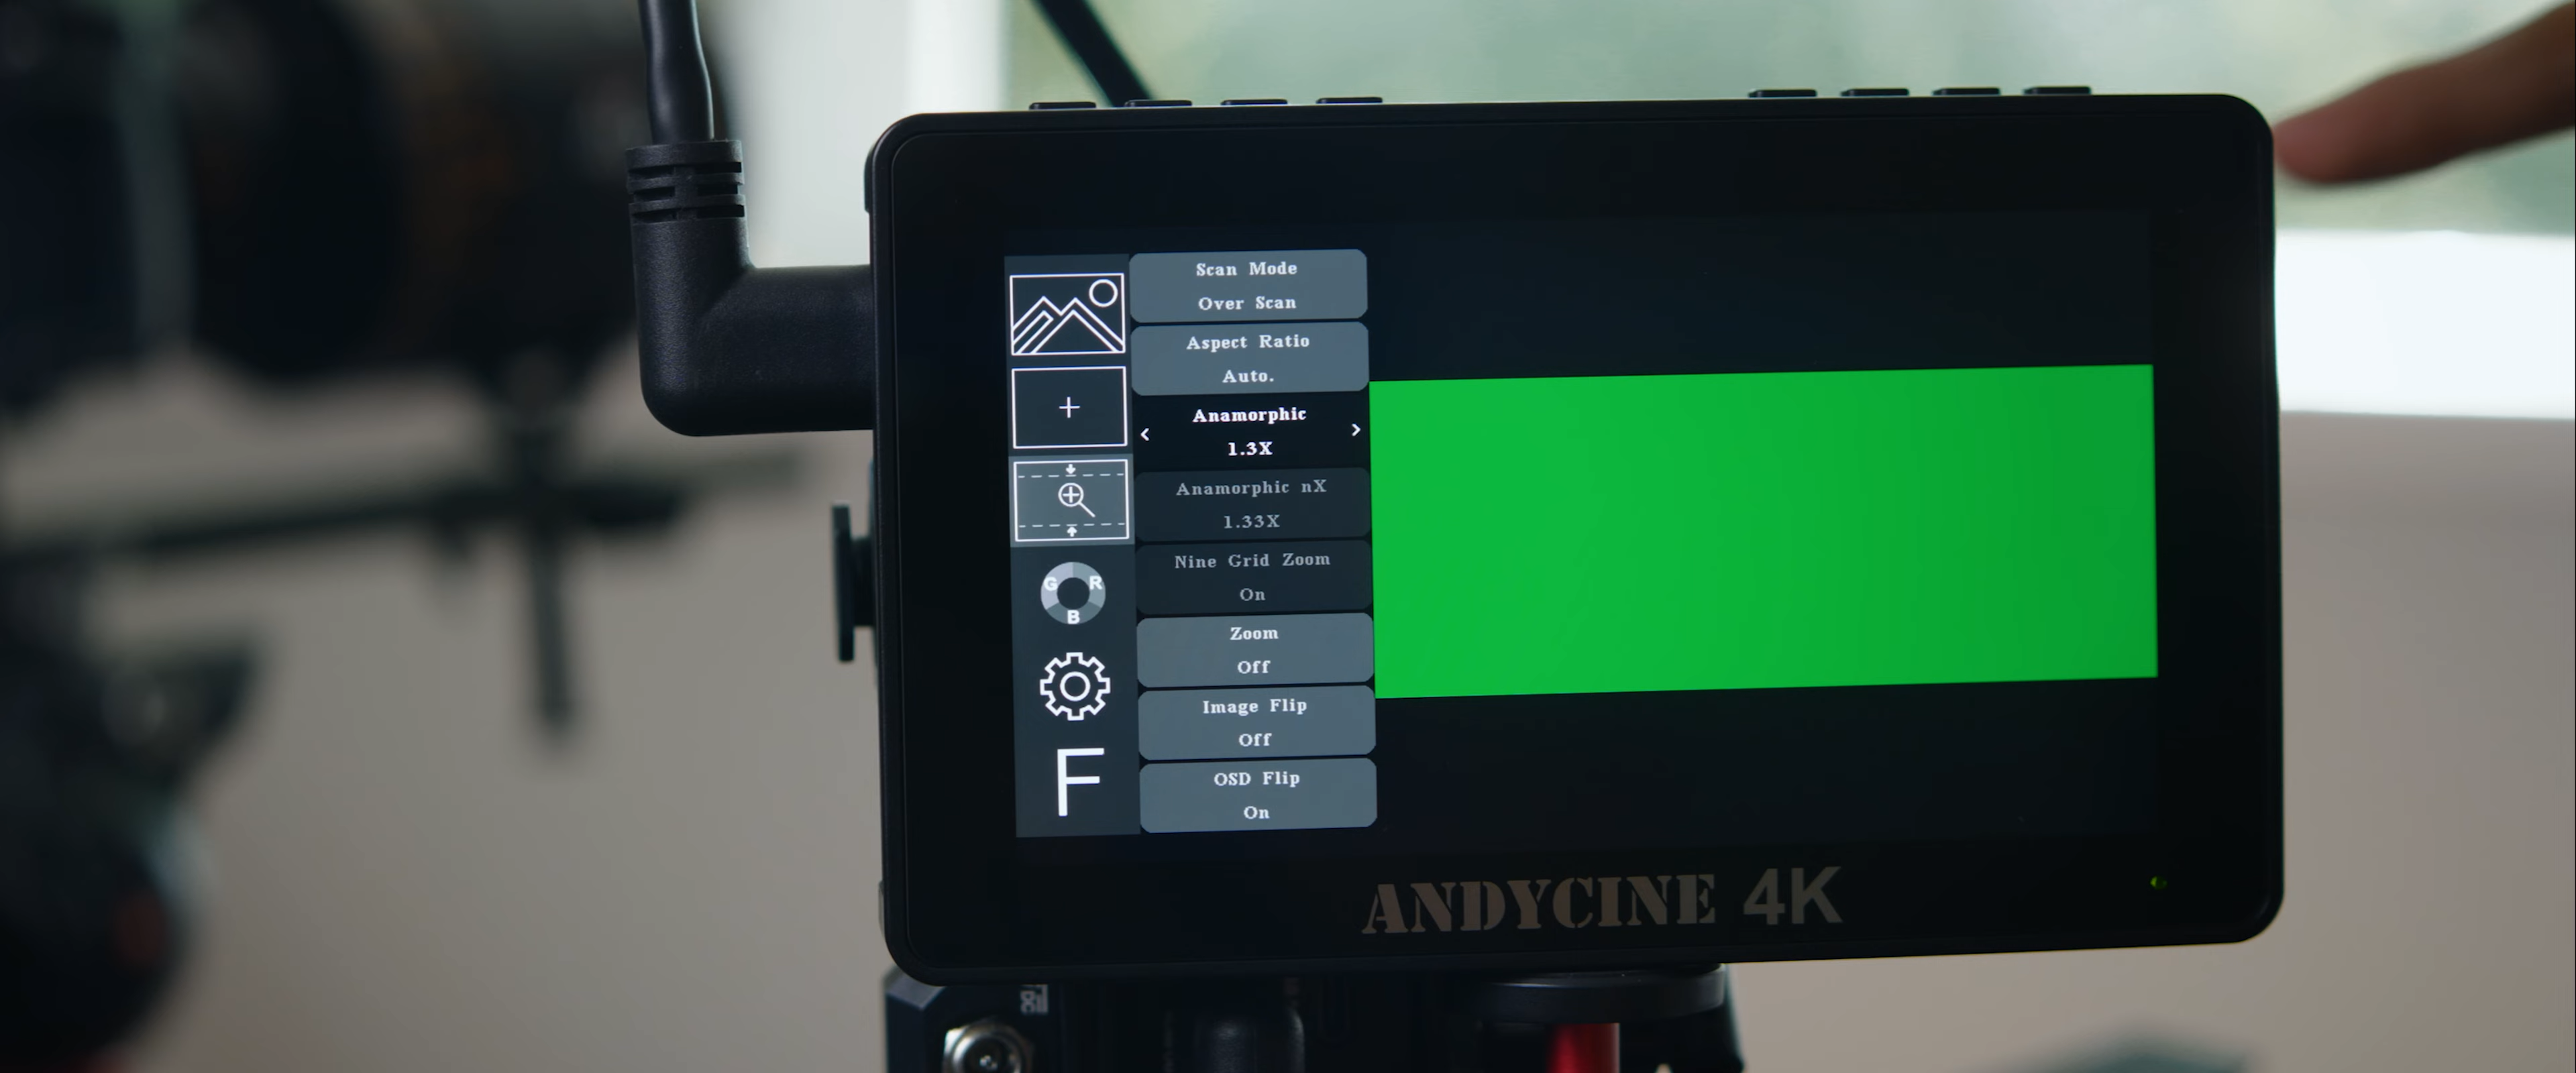 Scan Mode
Over Scan
Aspect Ratio
Auto.
Anamorphic
< >
1.3X
Anamorphic nX
1.33X
Nine Grid Zoom
On
Zoom
Off
Image Flip
Off
OSD Flip
On
G R
B
F
ANDYCINE 4K